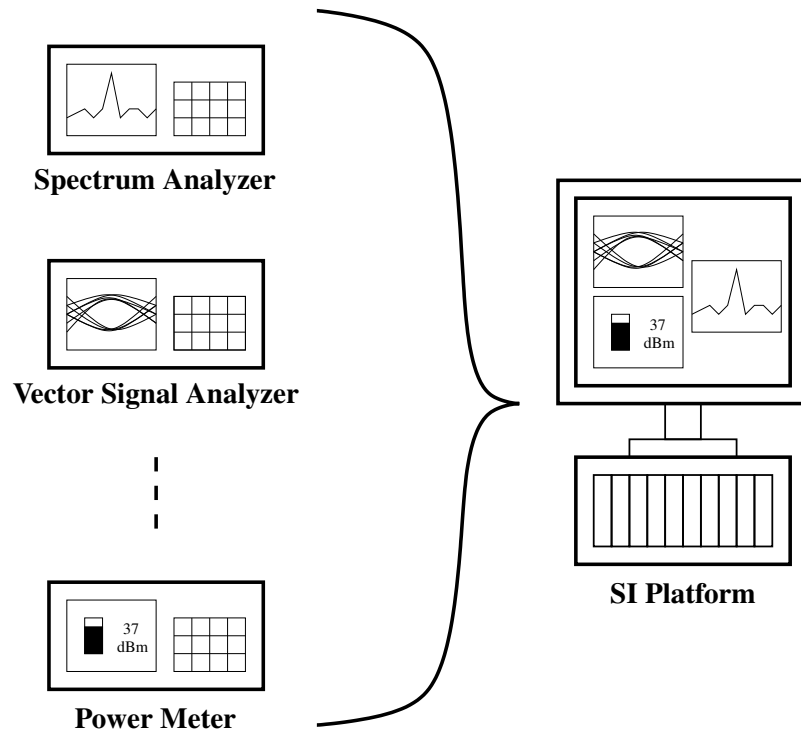 Spectrum Analyzer
Vector Signal Analyzer
37
dBm
Power Meter
37
dBm
SI Platform